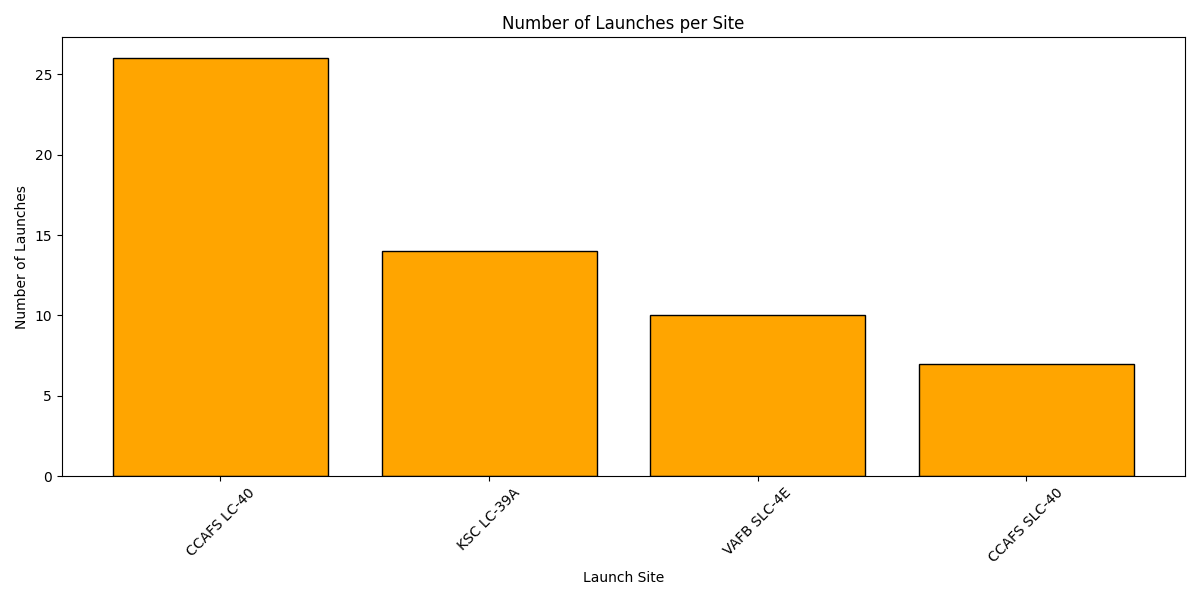 Number of Launches per Site
Number of Launches
25
20
15
10
5
0
CCAFS LC-40
KSC LC-39A
VAFB SLC-4E
CCAFS SLC-40
Launch Site